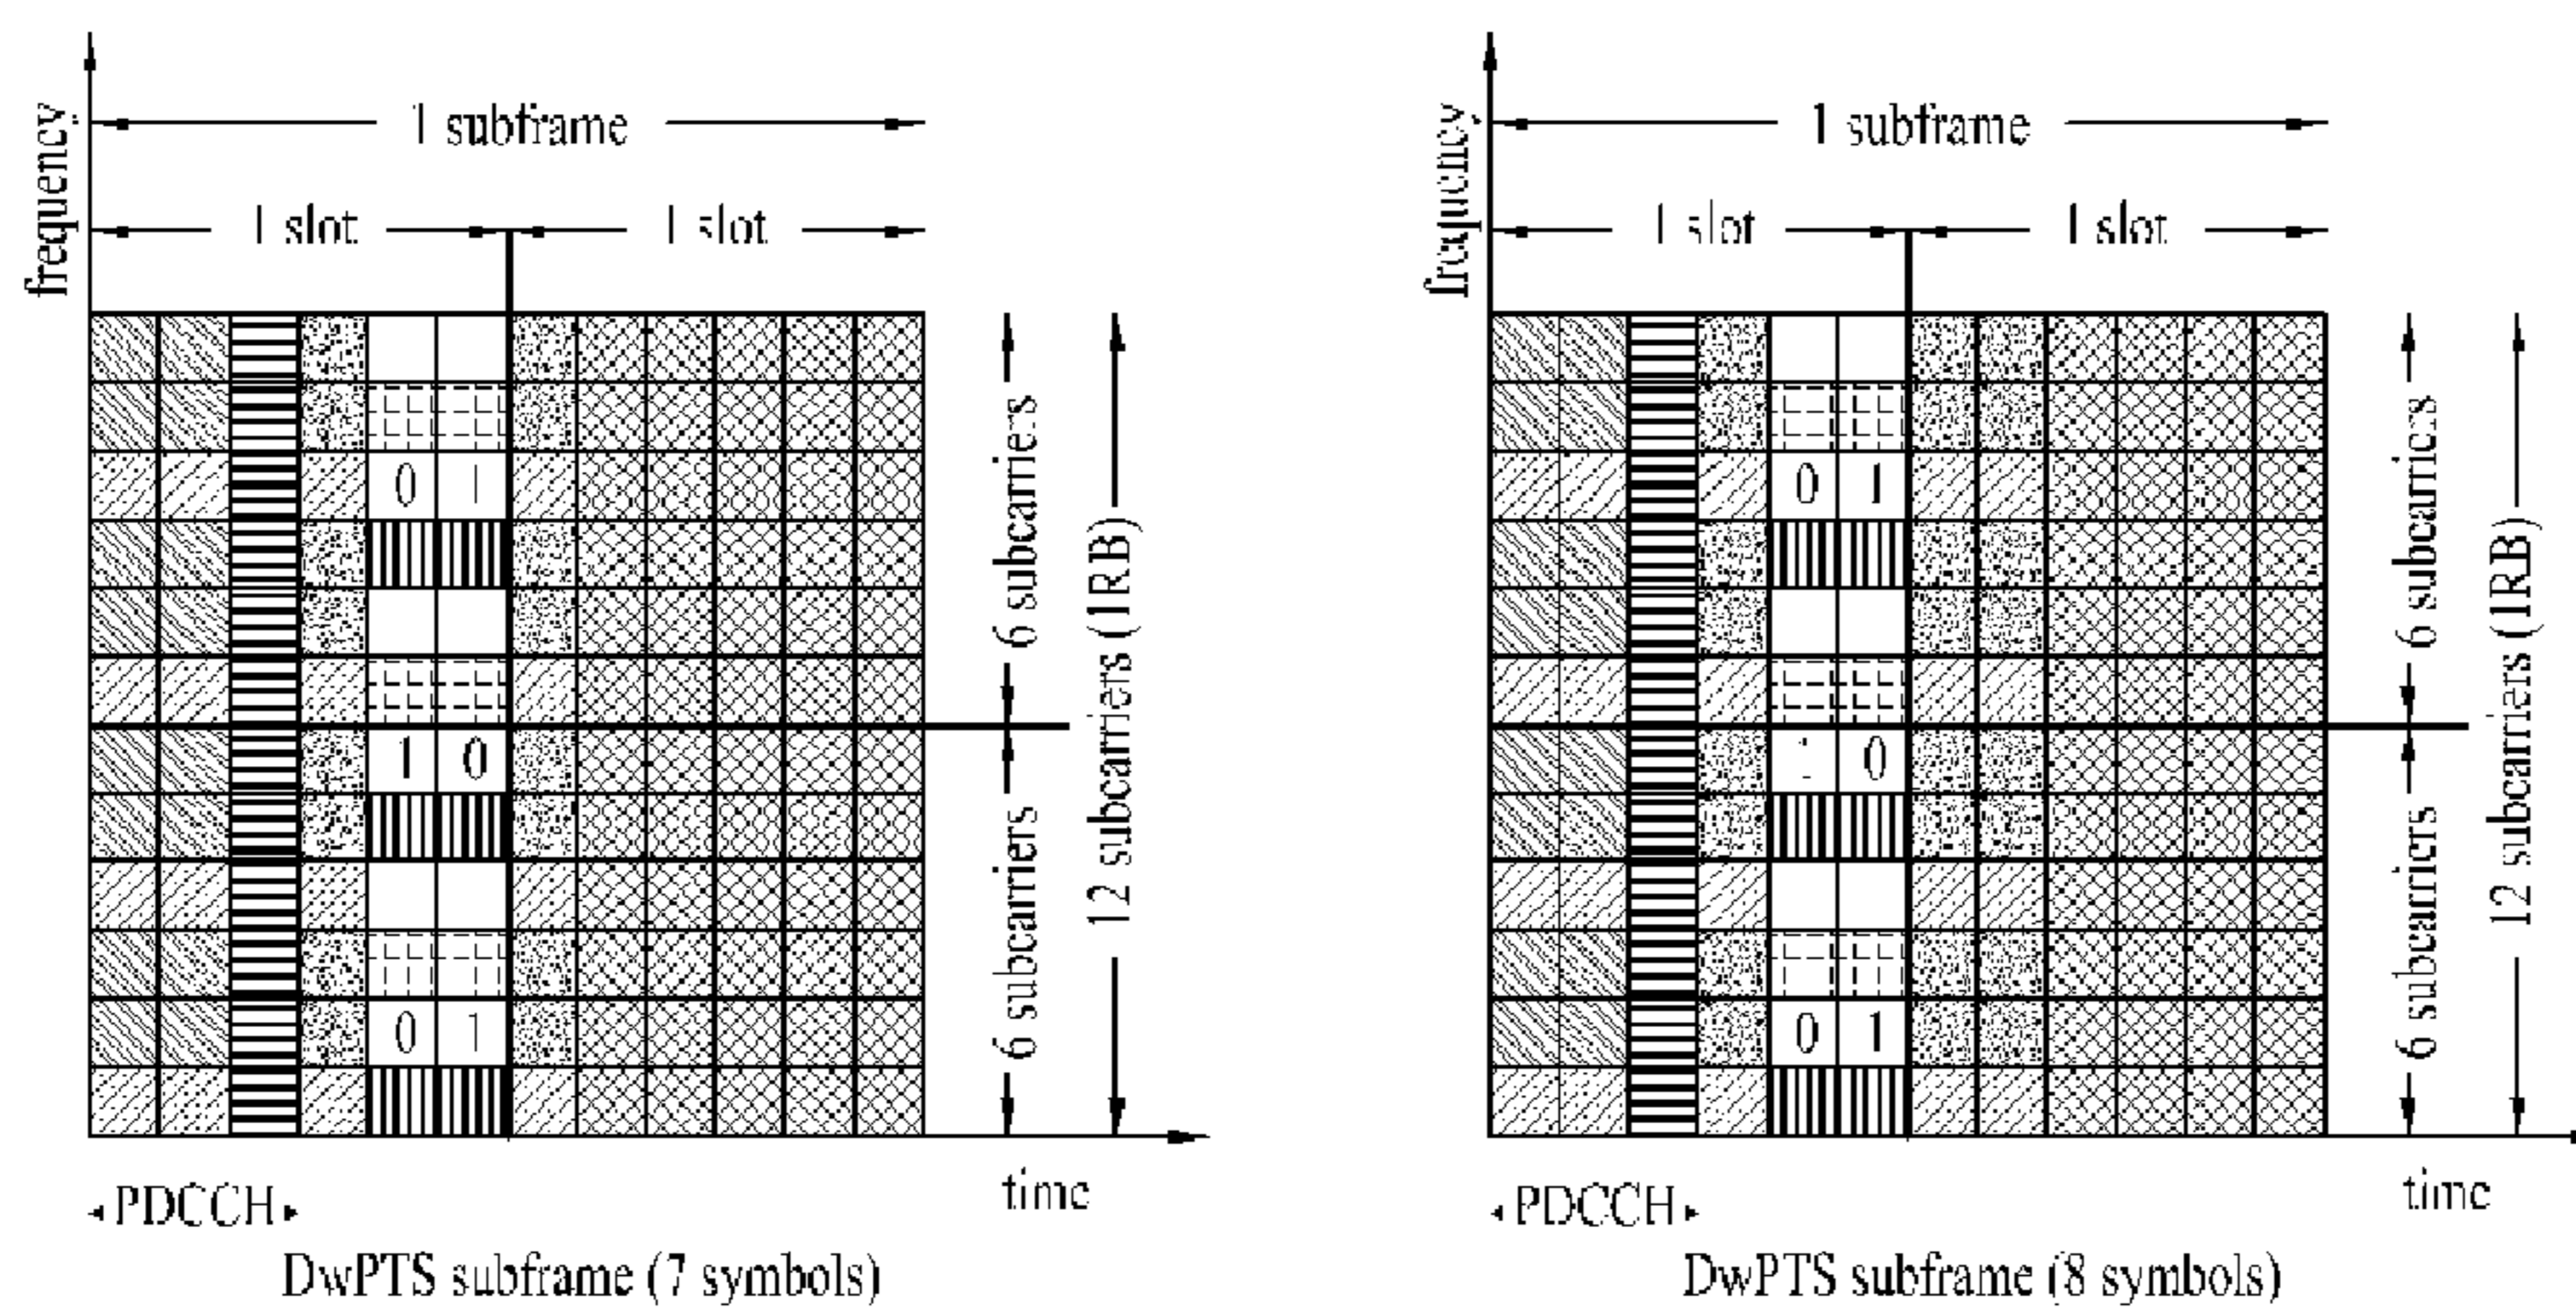 frequency
1 subframe
1 slot 1 slot
0 1
1 0
0 1
6 subcarriers
6 subcarriers
12 subcarriers (1RB)
time
PDCCH
DwPTS subframe (7 symbols)
frequency
1 subframe
1 slot 1 slot
0 1
0
0 1
6 subcarriers
6 subcarriers
12 subcarriers (1RB)
time
PDCCH
DwPTS subframe (8 symbols)